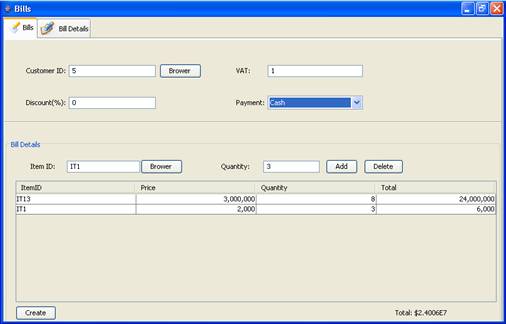 Bills
Bills Bill Details
Customer ID: 5 Brower VAT: 1
Discount(%): 0 Payment: Cash
Bill Details
Item ID: IT1 Brower Quantity: 3 Add Delete
ItemID Price Quantity Total
IT13 3,000,000 8 24,000,000
IT1 2,000 3 6,000
Create Total: $2.4006E7